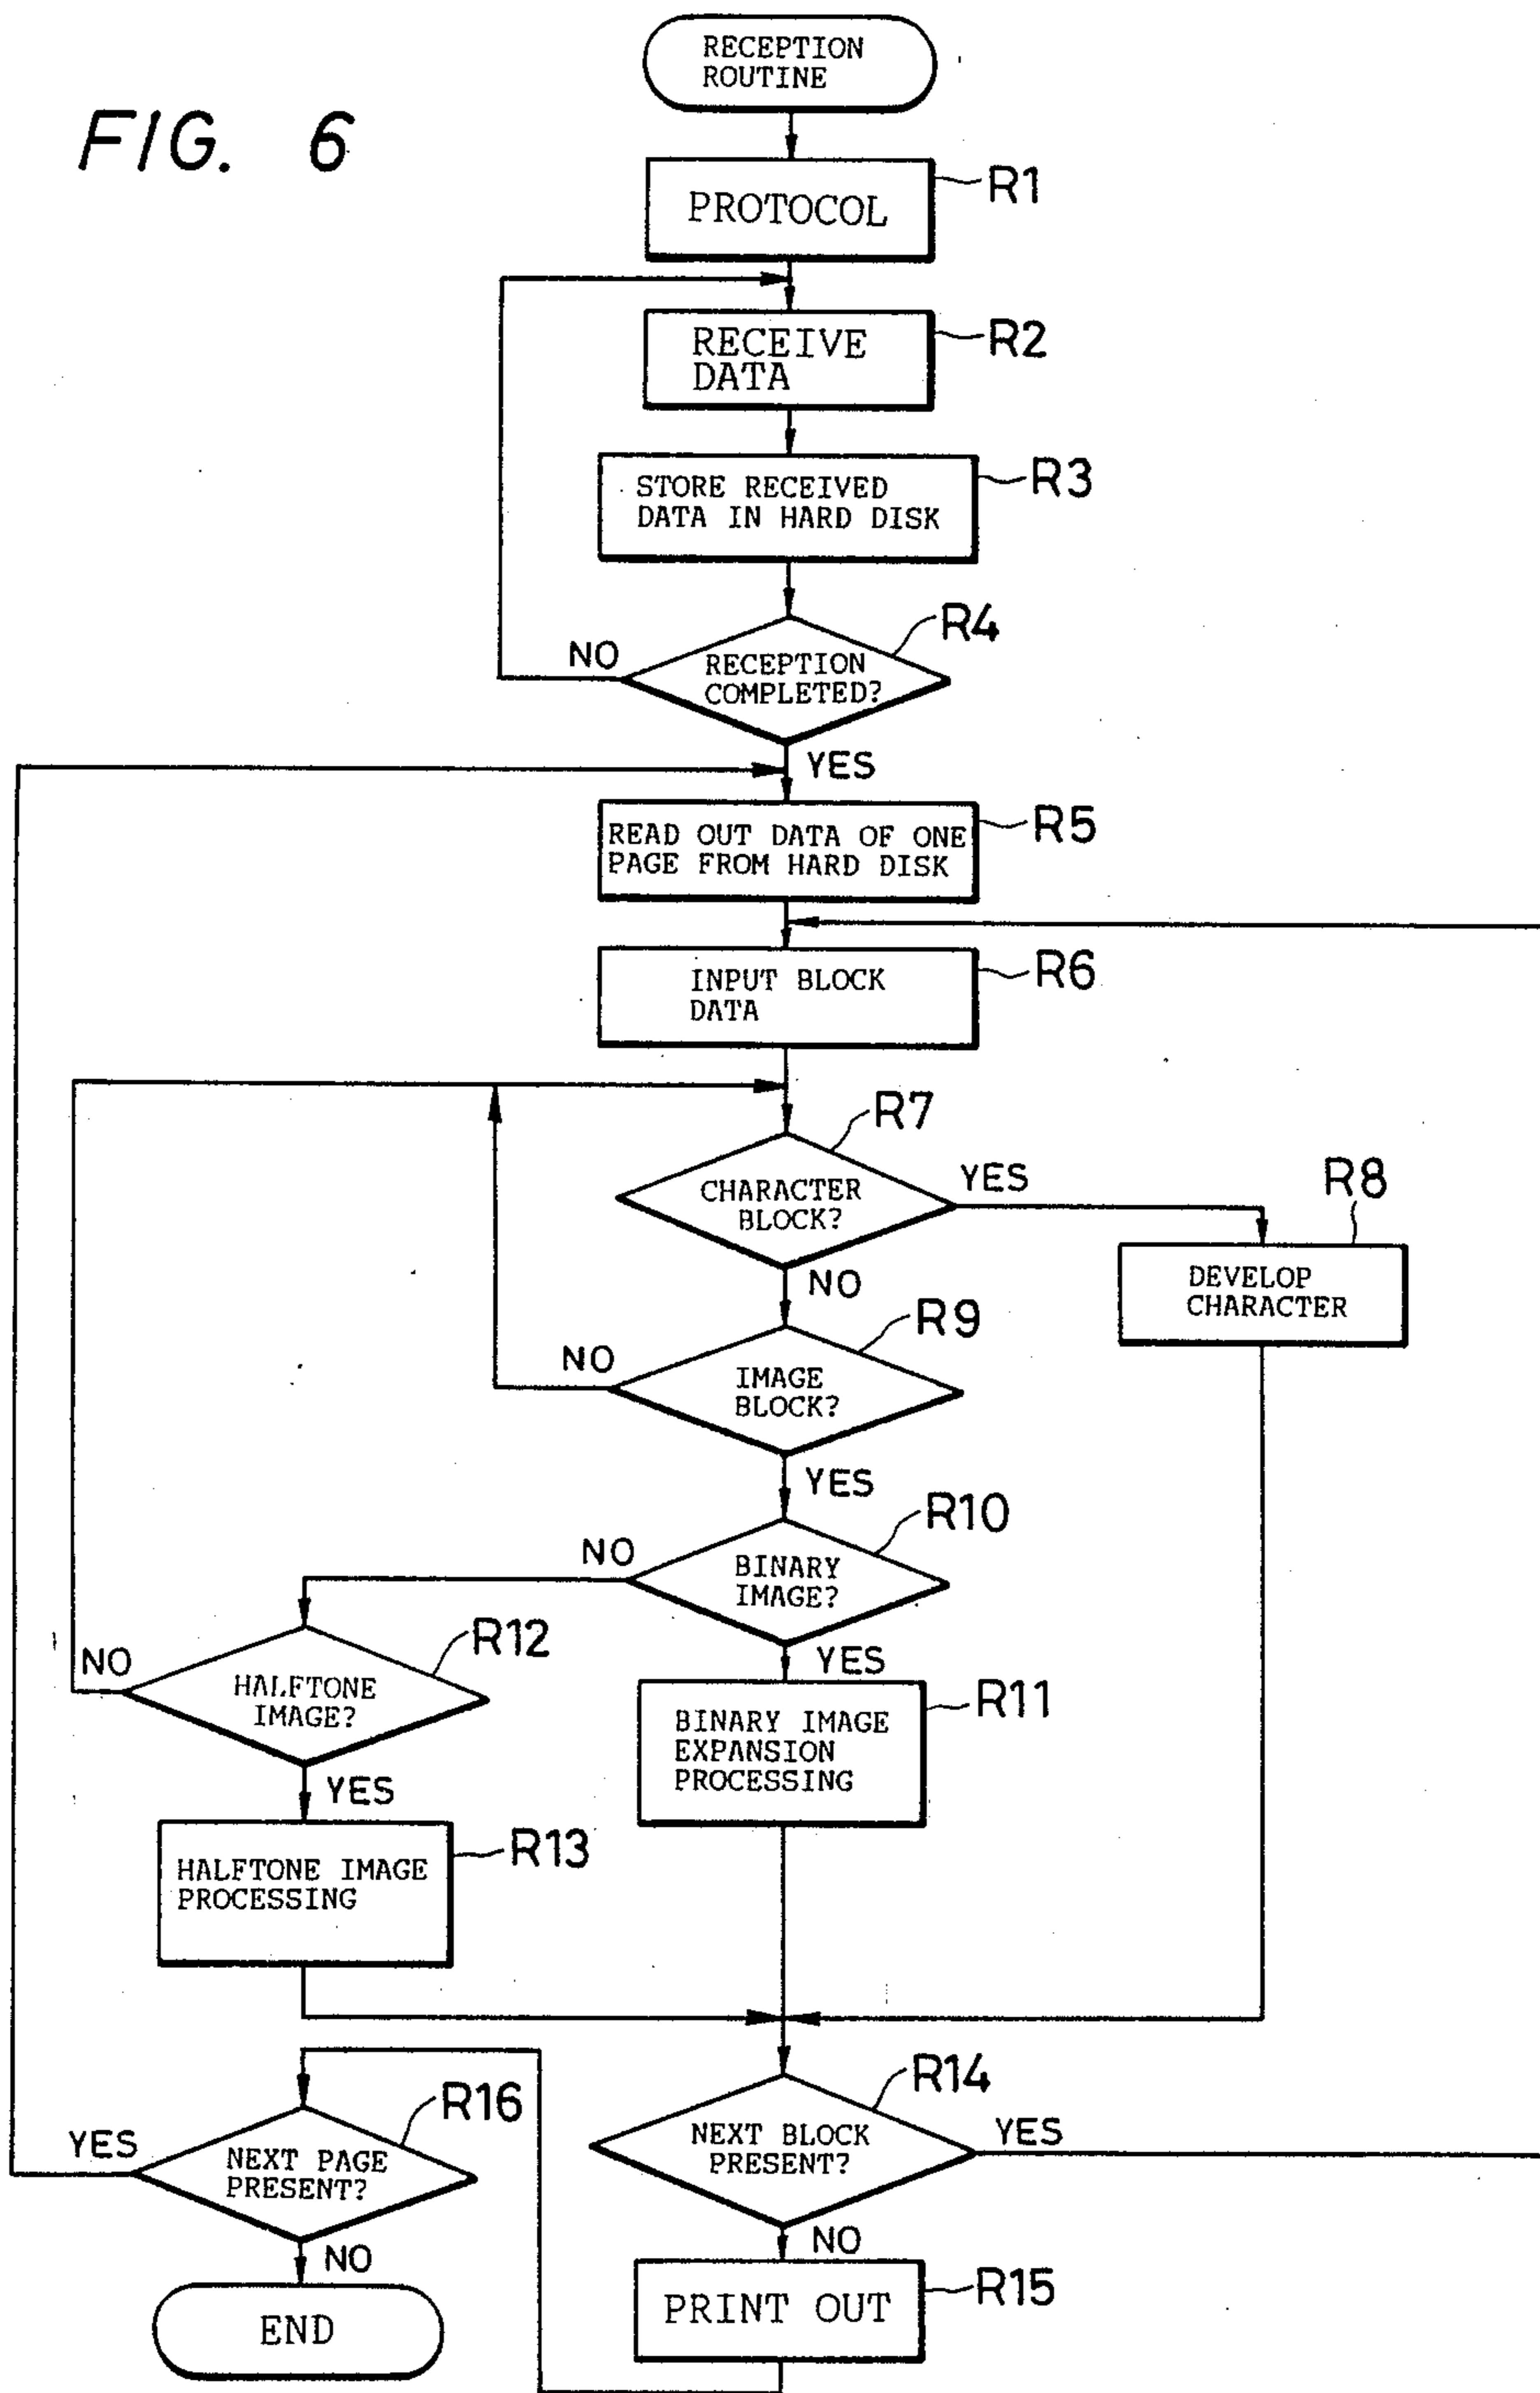 FIG. 6
RECEPTION
ROUTINE
PROTOCOL
R1
RECEIVE
DATA
R2
STORE RECEIVED
DATA IN HARD DISK
R3
RECEPTION
COMPLETED?
R4
NO
YES
READ OUT DATA OF ONE
PAGE FROM HARD DISK
R5
INPUT BLOCK
DATA
R6
CHARACTER
BLOCK?
R7
YES
NO
DEVELOP
CHARACTER
R8
IMAGE
BLOCK?
R9
NO
YES
BINARY
IMAGE?
R10
NO
YES
HALFTONE
IMAGE?
R12
NO
YES
BINARY IMAGE
EXPANSION
PROCESSING
R11
HALFTONE IMAGE
PROCESSING
R13
NEXT BLOCK
PRESENT?
R14
YES
NO
NEXT PAGE
PRESENT?
R16
YES
NO
PRINT OUT
R15
END